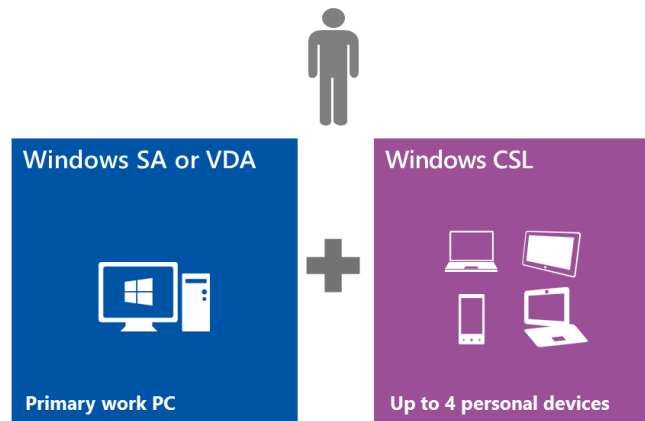 Windows SA or VDA
Windows CSL
Primary work PC
Up to 4 personal devices